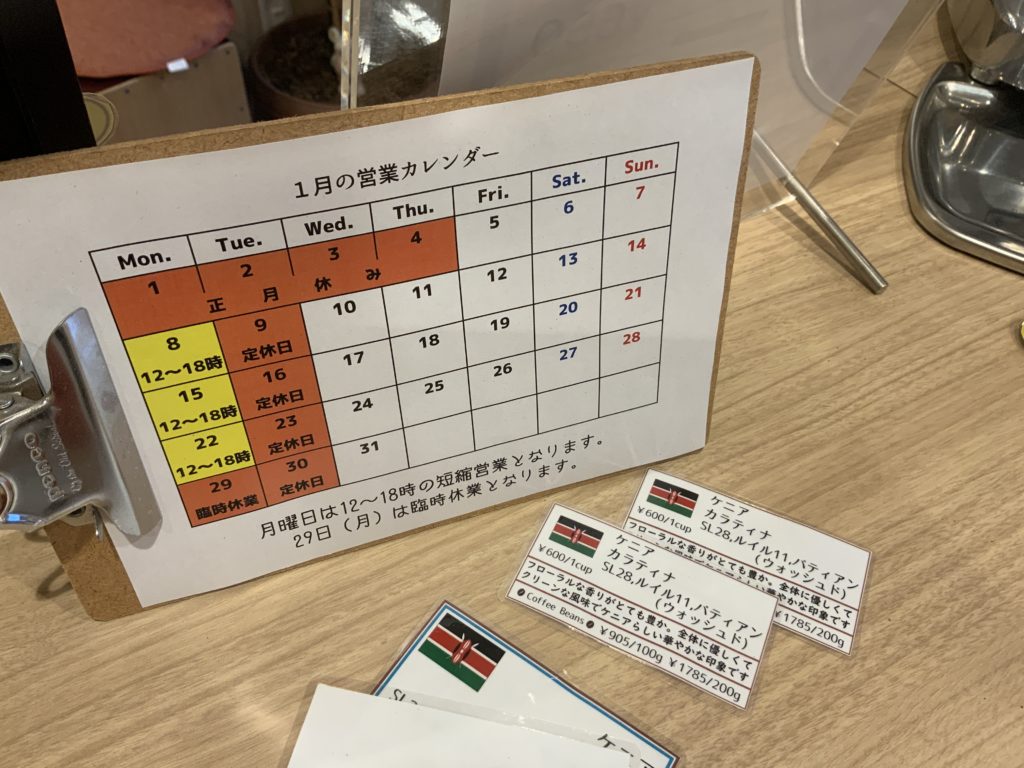 1月の営業カレンダー
Mon. Tue. Wed. Thu. Fri. Sat. Sun.
1 2 3 4 5 6 7
正月休み
8 9 10 11 12 13 14
12〜18時 定休日
15 16 17 18 19 20 21
12〜18時 定休日
22 23 24 25 26 27 28
12〜18時 定休日
29 30 31
臨時休業 定休日
月曜日は12〜18時の短縮営業となります。
29日（月）は臨時休業となります。
ケニア
カラティナ
¥600/1cup SL28,ルイル11,バティアン
（ウォッシュド）
フローラルな香りがとても豊か。全体に優しくて
華やかな印象です
¥1785/200g
ケニア
カラティナ
¥600/1cup SL28,ルイル11,バティアン
（ウォッシュド）
フローラルな香りがとても豊か。全体に優しくて
クリーンな風味でケニアらしい華やかな印象です
Coffee Beans ¥905/100g ¥1785/200g
ケニア